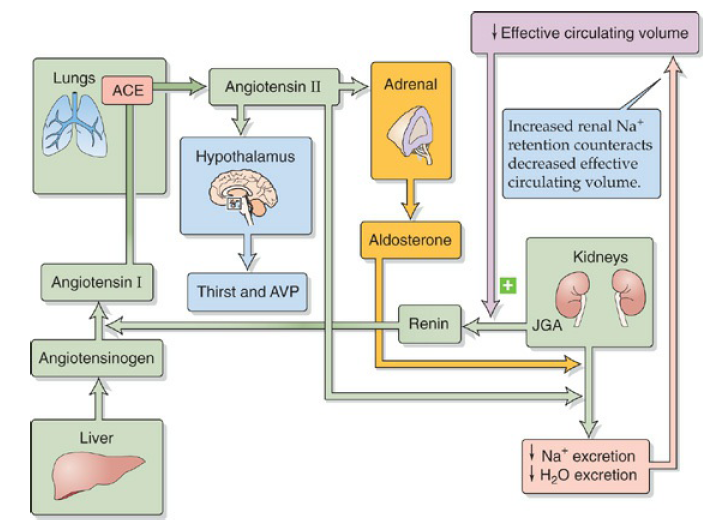 ↓ Effective circulating volume
Lungs
ACE
Angiotensin II
Adrenal
Increased renal Na⁺
retention counteracts
decreased effective
circulating volume.
Hypothalamus
Aldosterone
Kidneys
Angiotensin I
Thirst and AVP
+
Renin
JGA
Angiotensinogen
Liver
↓ Na⁺ excretion
↓ H₂O excretion